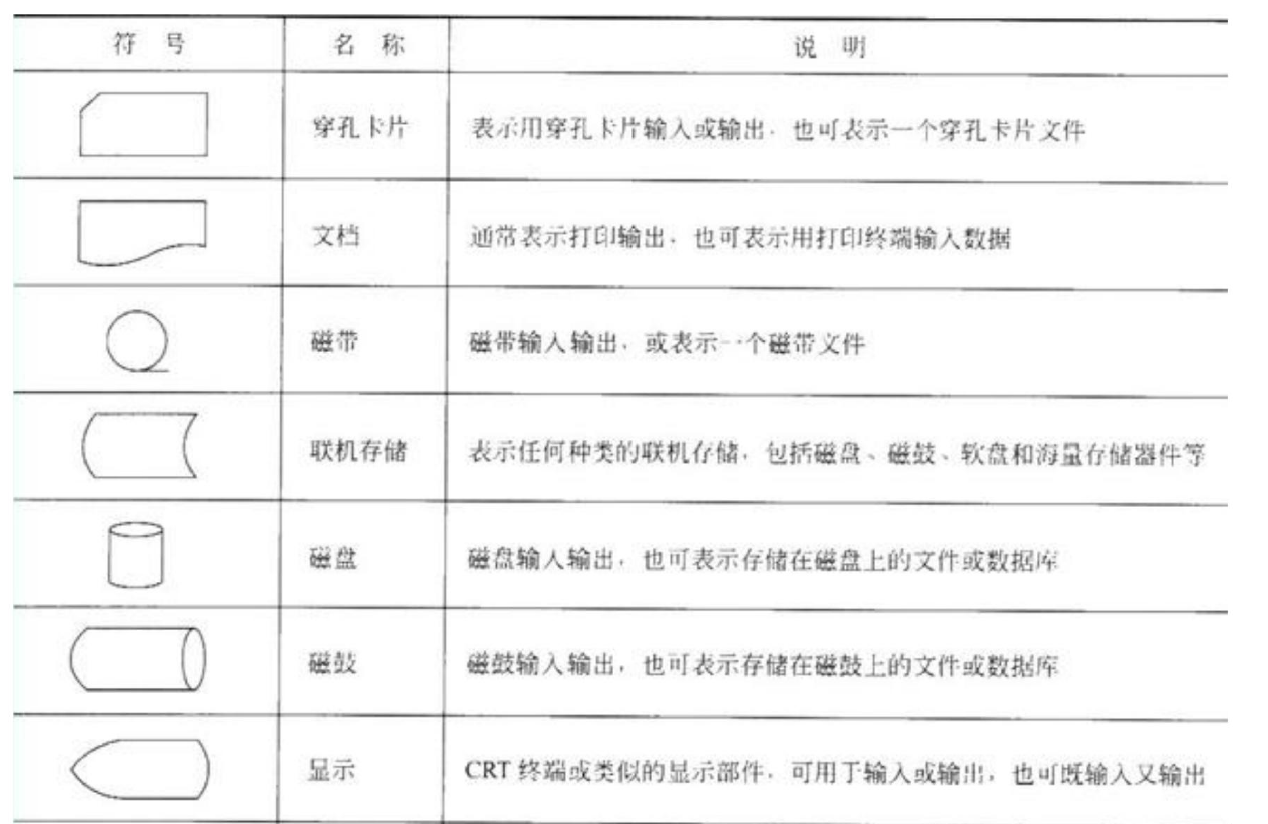 符 号 名 称 说 明
穿孔卡片 表示用穿孔卡片输入或输出，也可表示一个穿孔卡片文件
文档 通常表示打印输出，也可表示用打印终端输入数据
磁带 磁带输入输出，或表示一个磁带文件
联机存储 表示任何种类的联机存储，包括磁盘、磁鼓、软盘和海量存储器件等
磁盘 磁盘输入输出，也可表示存储在磁盘上的文件或数据库
磁鼓 磁鼓输入输出，也可表示存储在磁鼓上的文件或数据库
显示 CRT 终端或类似的显示部件，可用于输入或输出，也可既输入又输出